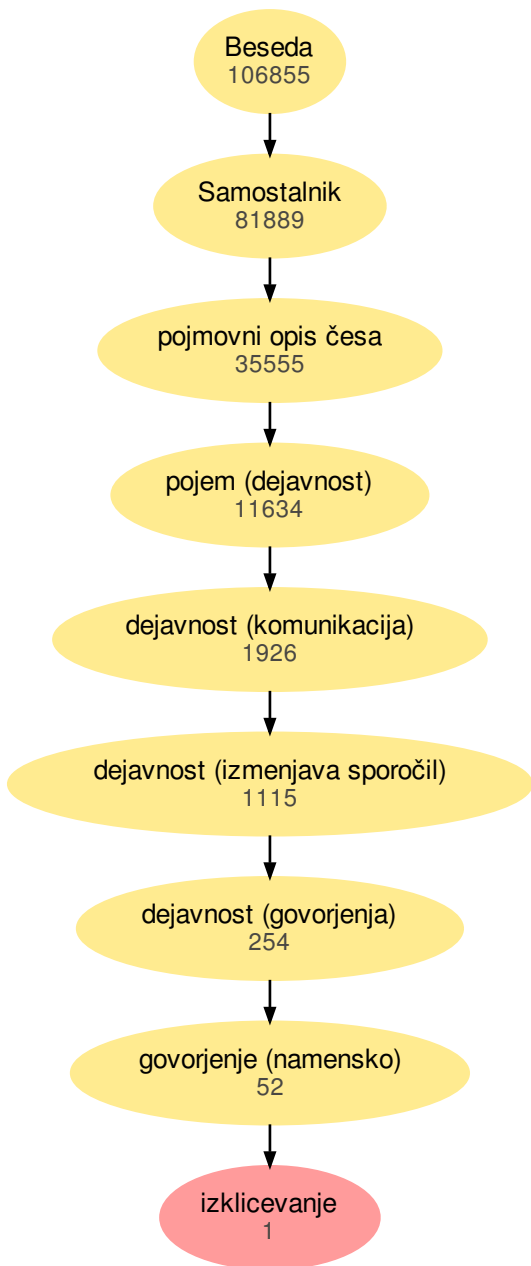 Beseda
106855
Samostalnik
81889
pojmovni opis česa
35555
pojem (dejavnost)
11634
dejavnost (komunikacija)
1926
dejavnost (izmenjava sporočil)
1115
dejavnost (govorjenja)
254
govorjenje (namensko)
52
izklicevanje
1